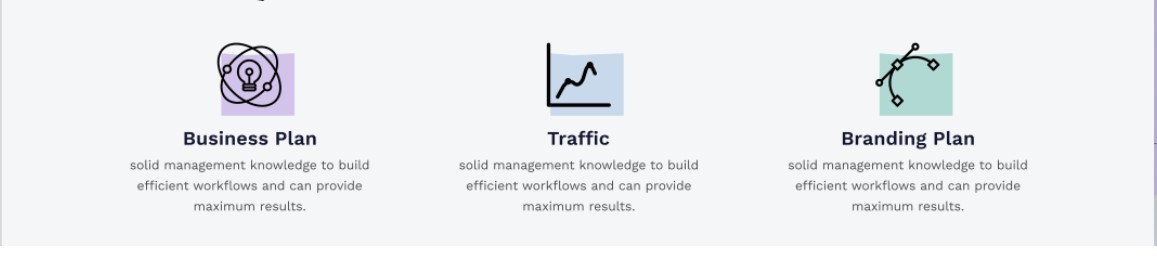 Business Plan
solid management knowledge to build
efficient workflows and can provide
maximum results.
Traffic
solid management knowledge to build
efficient workflows and can provide
maximum results.
Branding Plan
solid management knowledge to build
efficient workflows and can provide
maximum results.